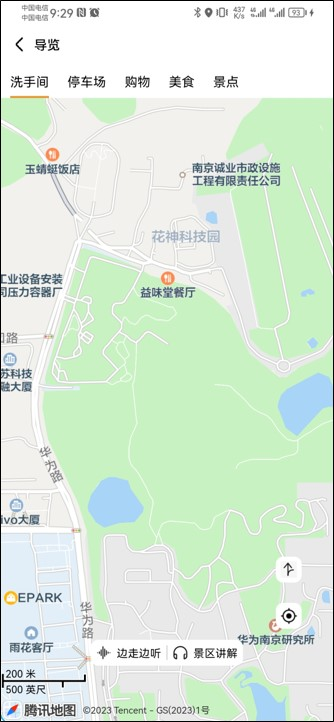 中国电信
中国电信
9:29
437
K/s
93
导览
洗手间 停车场 购物 美食 景点
玉蜻蜓饭店
南京诚业市政设施
工程有限责任公司
花神科技园
工业设备安装
司压力容器厂
益味堂餐厅
口路
苏科技
融大厦
华为路
ivo大厦
EPARK
华为路
雨花客厅
华为南京研究所
边走边听 景区讲解
200 米
500 英尺
腾讯地图 ©2023 Tencent - GS(2023)1号